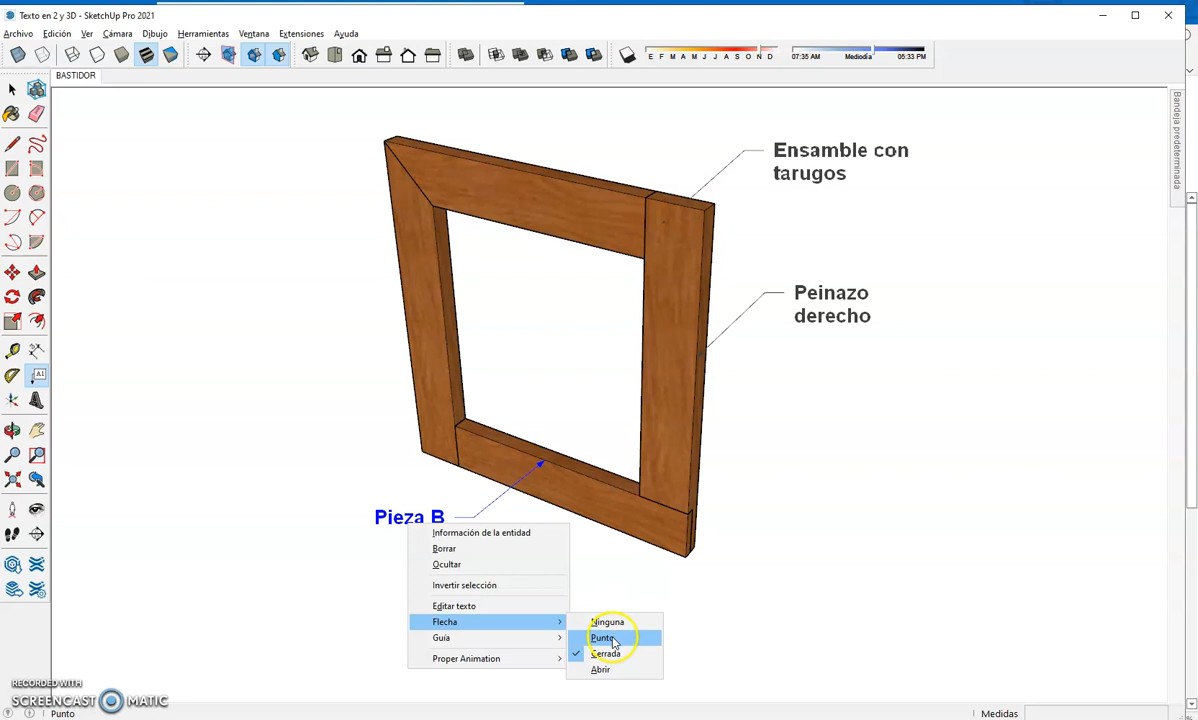 Texto en 2 y 3D - SketchUp Pro 2021
Archivo Edición Ver Cámara Dibujo Herramientas Ventana Extensiones Ayuda
E F M A M J J A S O N D
07:35 AM Mediodía 05:33 PM
BASTIDOR
Bandeja predeterminada
Ensamble con
tarugos
Peinazo
derecho
A1
Pieza B
Información de la entidad
Borrar
Ocultar
Invertir selección
Editar texto
Flecha
Guía
Proper Animation
Ninguna
Punto
Cerrada
Abrir
RECORDED WITH
SCREENCAST MATIC
Punto
Medidas